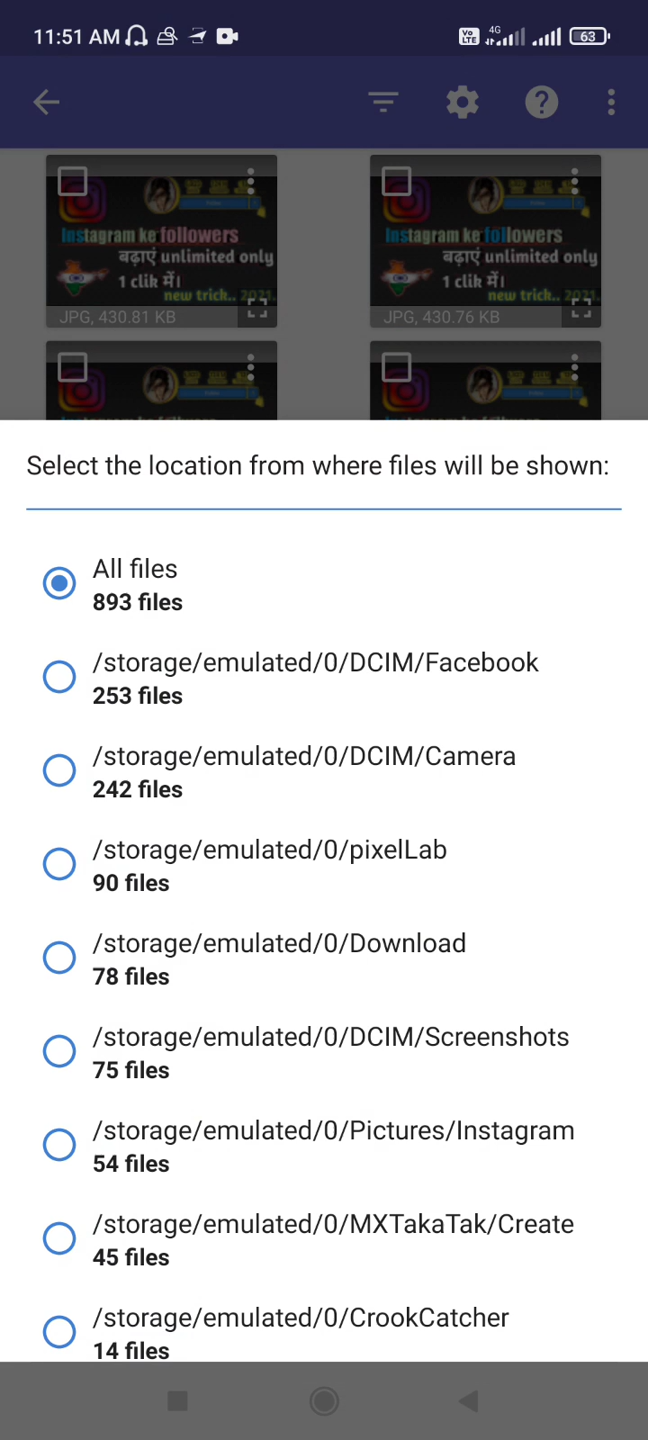 11:51 AM
Vo LTE 4G 63
Instagram ke followers
बढ़ाएं unlimited only
1 clik में।
new trick.. 2021.
JPG, 430.81 KB
Instagram ke followers
बढ़ाएं unlimited only
1 clik में।
new trick.. 2021.
JPG, 430.76 KB
Select the location from where files will be shown:
All files
893 files
/storage/emulated/0/DCIM/Facebook
253 files
/storage/emulated/0/DCIM/Camera
242 files
/storage/emulated/0/pixelLab
90 files
/storage/emulated/0/Download
78 files
/storage/emulated/0/DCIM/Screenshots
75 files
/storage/emulated/0/Pictures/Instagram
54 files
/storage/emulated/0/MXTakaTak/Create
45 files
/storage/emulated/0/CrookCatcher
14 files